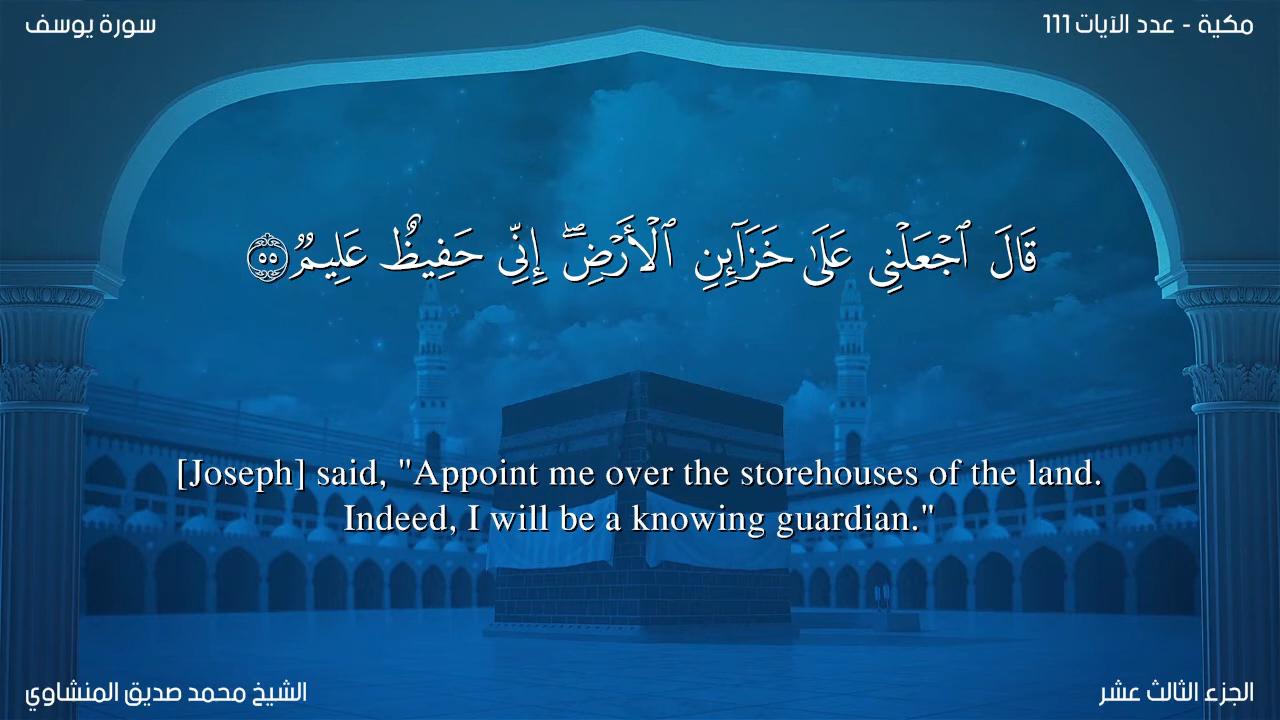 مكية - عدد الآيات 111
سورة يوسف
قَالَ ٱجْعَلْنِى عَلَىٰ خَزَآئِنِ ٱلْأَرْضِ ۖ إِنِّى حَفِيظٌ عَلِيمٌ ٥٥
[Joseph] said, "Appoint me over the storehouses of the land.
Indeed, I will be a knowing guardian."
الجزء الثالث عشر
الشيخ محمد صديق المنشاوي